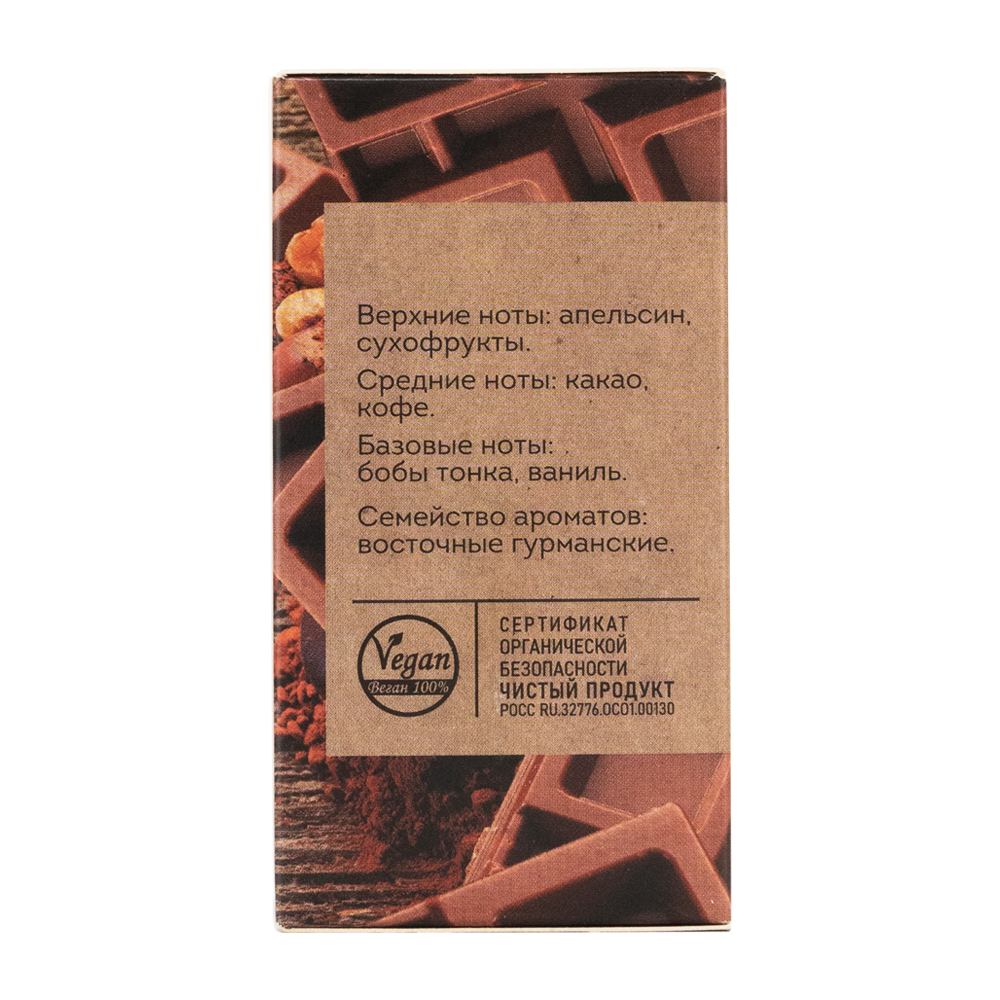 Верхние ноты: апельсин,
сухофрукты.
Средние ноты: какао,
кофе.
Базовые ноты:
бобы тонка, ваниль.
Семейство ароматов:
восточные гурманские.
Vegan
Веган 100%
СЕРТИФИКАТ
ОРГАНИЧЕСКОЙ
БЕЗОПАСНОСТИ
ЧИСТЫЙ ПРОДУКТ
РОСС RU.32776.ОС01.00130